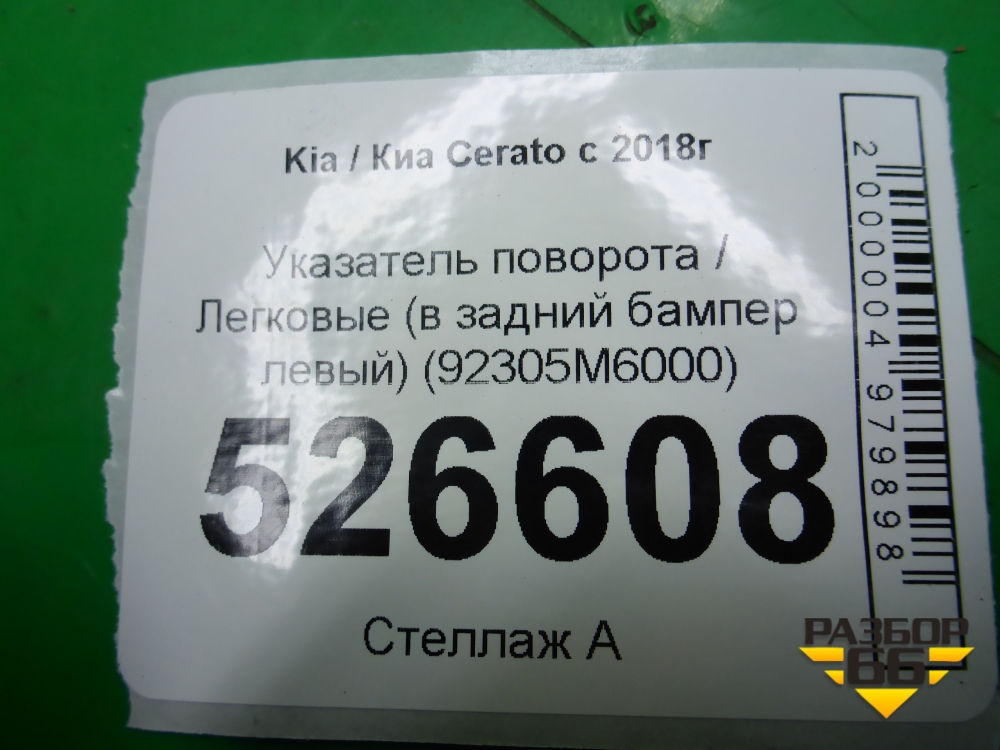 Kia / Киа Cerato с 2018г
Указатель поворота /
Легковые (в задний бампер
левый) (92305M6000)
526608
Стеллаж А
2000004979898
РАЗБОР
66